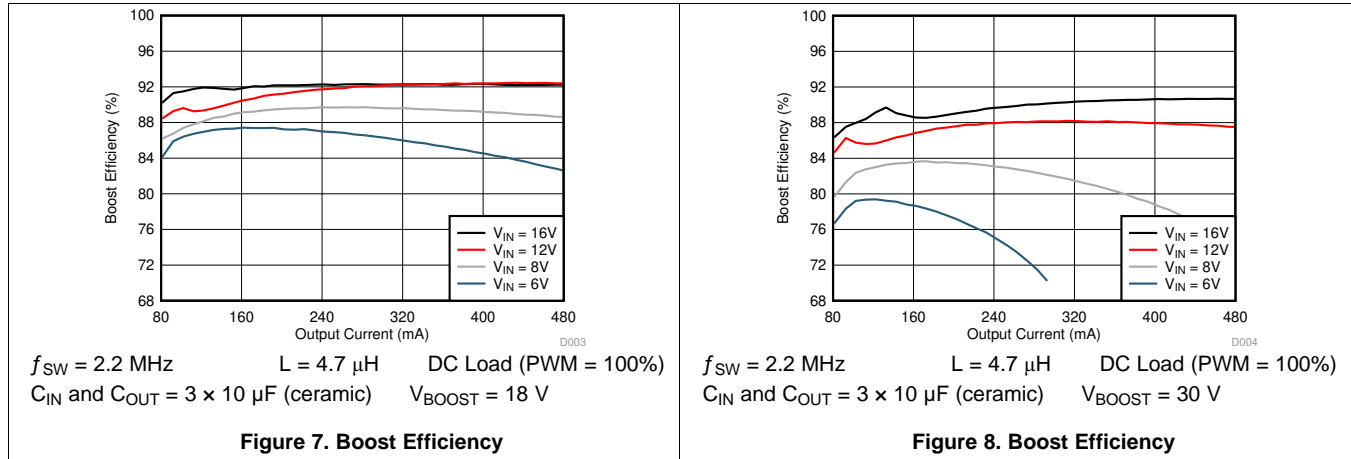 100
96
92
88
84
80
76
72
68
80 160 240 320 400 480
Boost Efficiency (%)
Output Current (mA)
V_IN = 16V
V_IN = 12V
V_IN = 8V
V_IN = 6V
D003
ƒ_SW = 2.2 MHz L = 4.7 μH DC Load (PWM = 100%)
C_IN and C_OUT = 3 × 10 µF (ceramic) V_BOOST = 18 V
Figure 7. Boost Efficiency
100
96
92
88
84
80
76
72
68
80 160 240 320 400 480
Boost Efficiency (%)
Output Current (mA)
V_IN = 16V
V_IN = 12V
V_IN = 8V
V_IN = 6V
D004
ƒ_SW = 2.2 MHz L = 4.7 μH DC Load (PWM = 100%)
C_IN and C_OUT = 3 × 10 µF (ceramic) V_BOOST = 30 V
Figure 8. Boost Efficiency